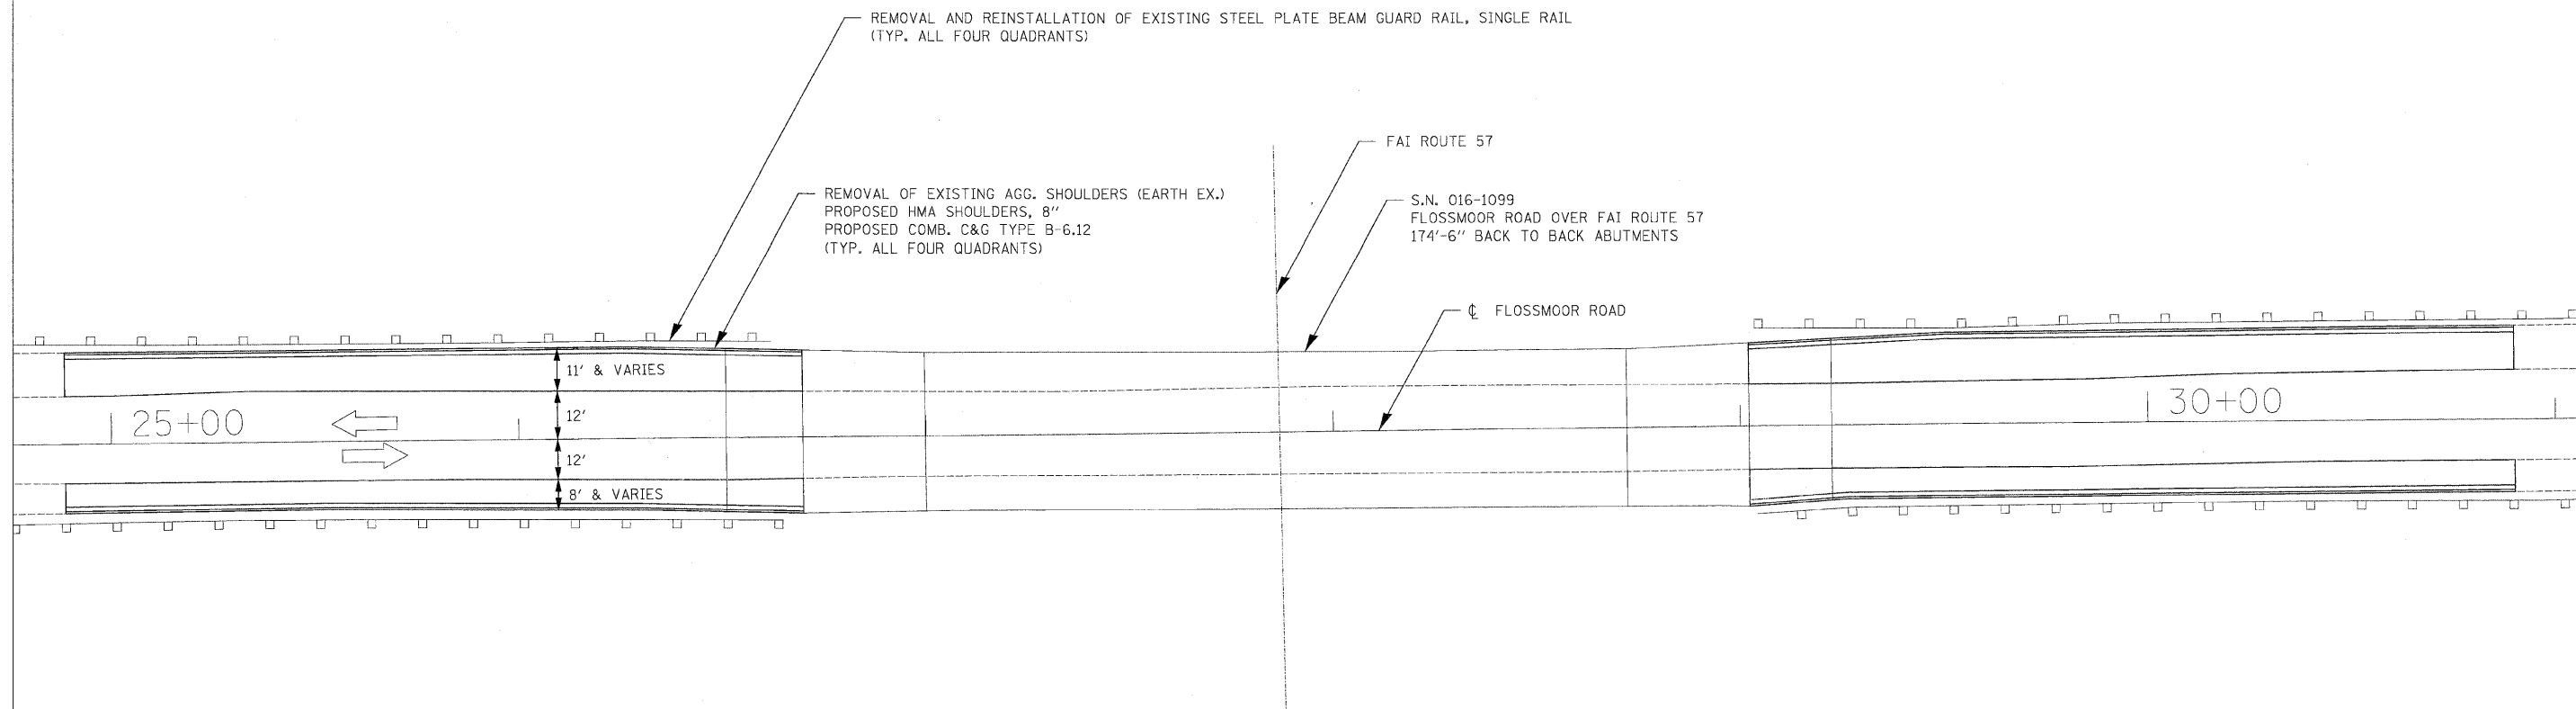 REMOVAL AND REINSTALLATION OF EXISTING STEEL PLATE BEAM GUARD RAIL, SINGLE RAIL
(TYP. ALL FOUR QUADRANTS)
FAI ROUTE 57
REMOVAL OF EXISTING AGG. SHOULDERS (EARTH EX.)
PROPOSED HMA SHOULDERS, 8"
PROPOSED COMB. C&G TYPE B-6.12
(TYP. ALL FOUR QUADRANTS)
S.N. 016-1099
FLOSSMOOR ROAD OVER FAI ROUTE 57
174'-6" BACK TO BACK ABUTMENTS
℄ FLOSSMOOR ROAD
11' & VARIES
12'
25+00
30+00
12'
8' & VARIES